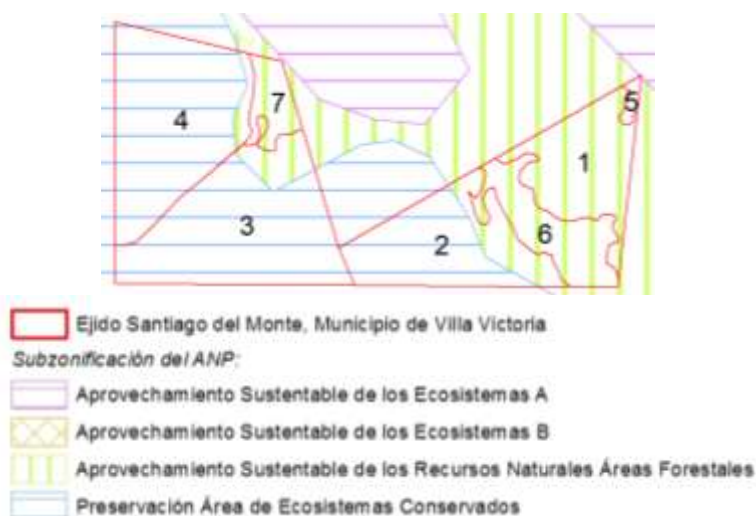 7
5
4
1
3
2
6
Ejido Santiago del Monte, Municipio de Villa Victoria
Subzonificación del ANP:
Aprovechamiento Sustentable de los Ecosistemas A
Aprovechamiento Sustentable de los Ecosistemas B
Aprovechamiento Sustentable de los Recursos Naturales Áreas Forestales
Preservación Área de Ecosistemas Conservados